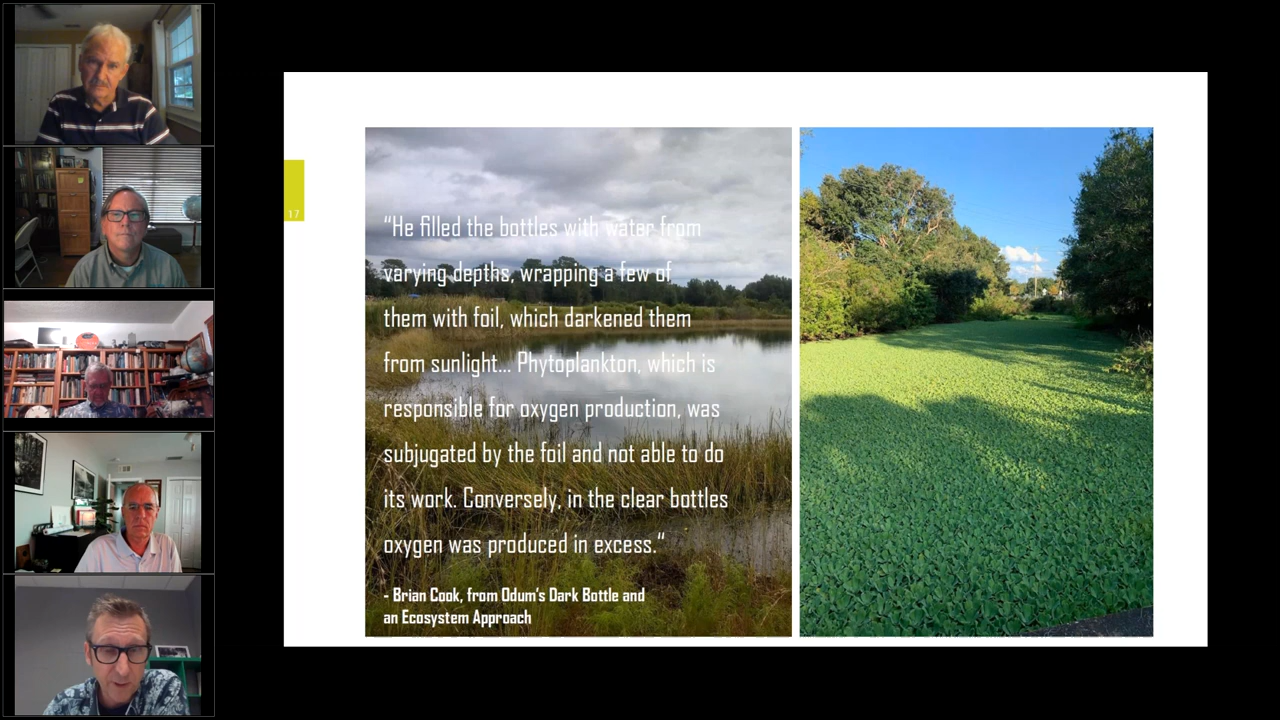 17
“He filled the bottles with water from
varying depths, wrapping a few of
them with foil, which darkened them
from sunlight... Phytoplankton, which is
responsible for oxygen production, was
subjugated by the foil and not able to do
its work. Conversely, in the clear bottles
oxygen was produced in excess.“
- Brian Cook, from Odum's Dark Bottle and
an Ecosystem Approach